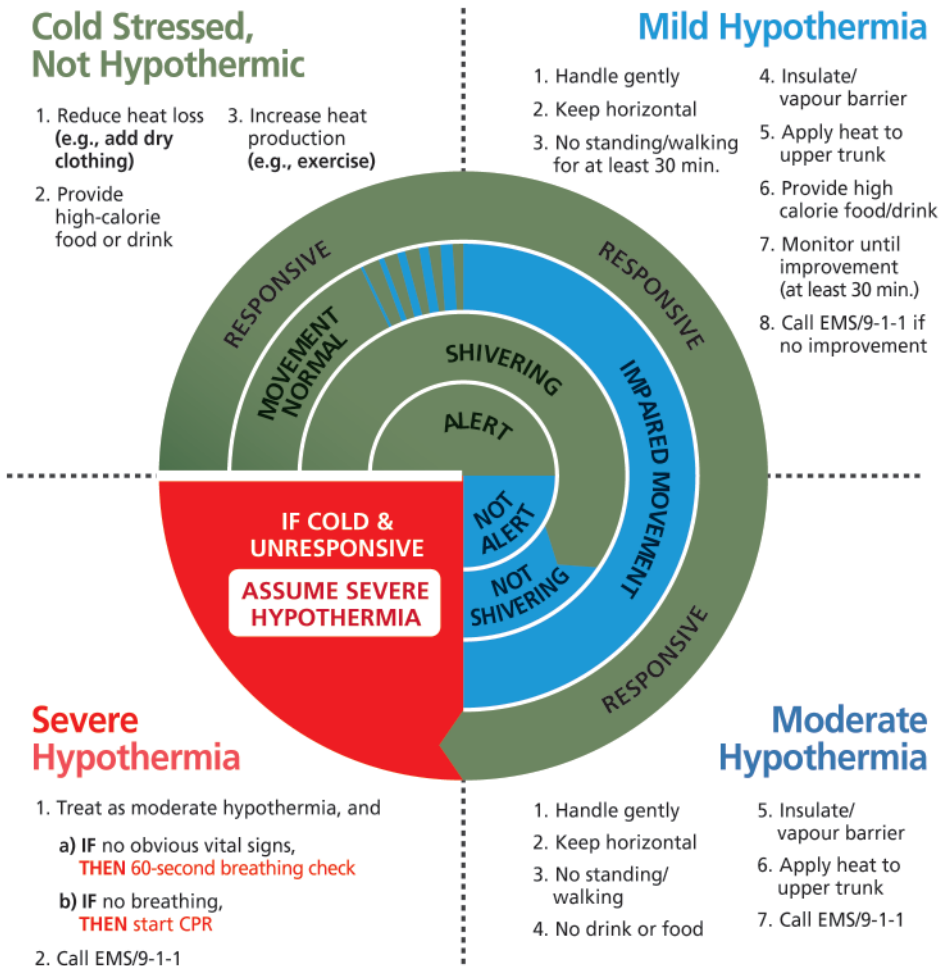 Cold Stressed,
Not Hypothermic
1. Reduce heat loss
(e.g., add dry
clothing)
2. Provide
high-calorie
food or drink
3. Increase heat
production
(e.g., exercise)
Mild Hypothermia
1. Handle gently
2. Keep horizontal
3. No standing/walking
for at least 30 min.
4. Insulate/
vapour barrier
5. Apply heat to
upper trunk
6. Provide high
calorie food/drink
7. Monitor until
improvement
(at least 30 min.)
8. Call EMS/9-1-1 if
no improvement
RESPONSIVE
MOVEMENT
NORMAL
SHIVERING
ALERT
RESPONSIVE
IMPAIRED MOVEMENT
NOT
ALERT
NOT
SHIVERING
RESPONSIVE
IF COLD &
UNRESPONSIVE
ASSUME SEVERE
HYPOTHERMIA
Severe
Hypothermia
1. Treat as moderate hypothermia, and
a) IF no obvious vital signs,
THEN 60-second breathing check
b) IF no breathing,
THEN start CPR
2. Call EMS/9-1-1
Moderate
Hypothermia
1. Handle gently
2. Keep horizontal
3. No standing/
walking
4. No drink or food
5. Insulate/
vapour barrier
6. Apply heat to
upper trunk
7. Call EMS/9-1-1